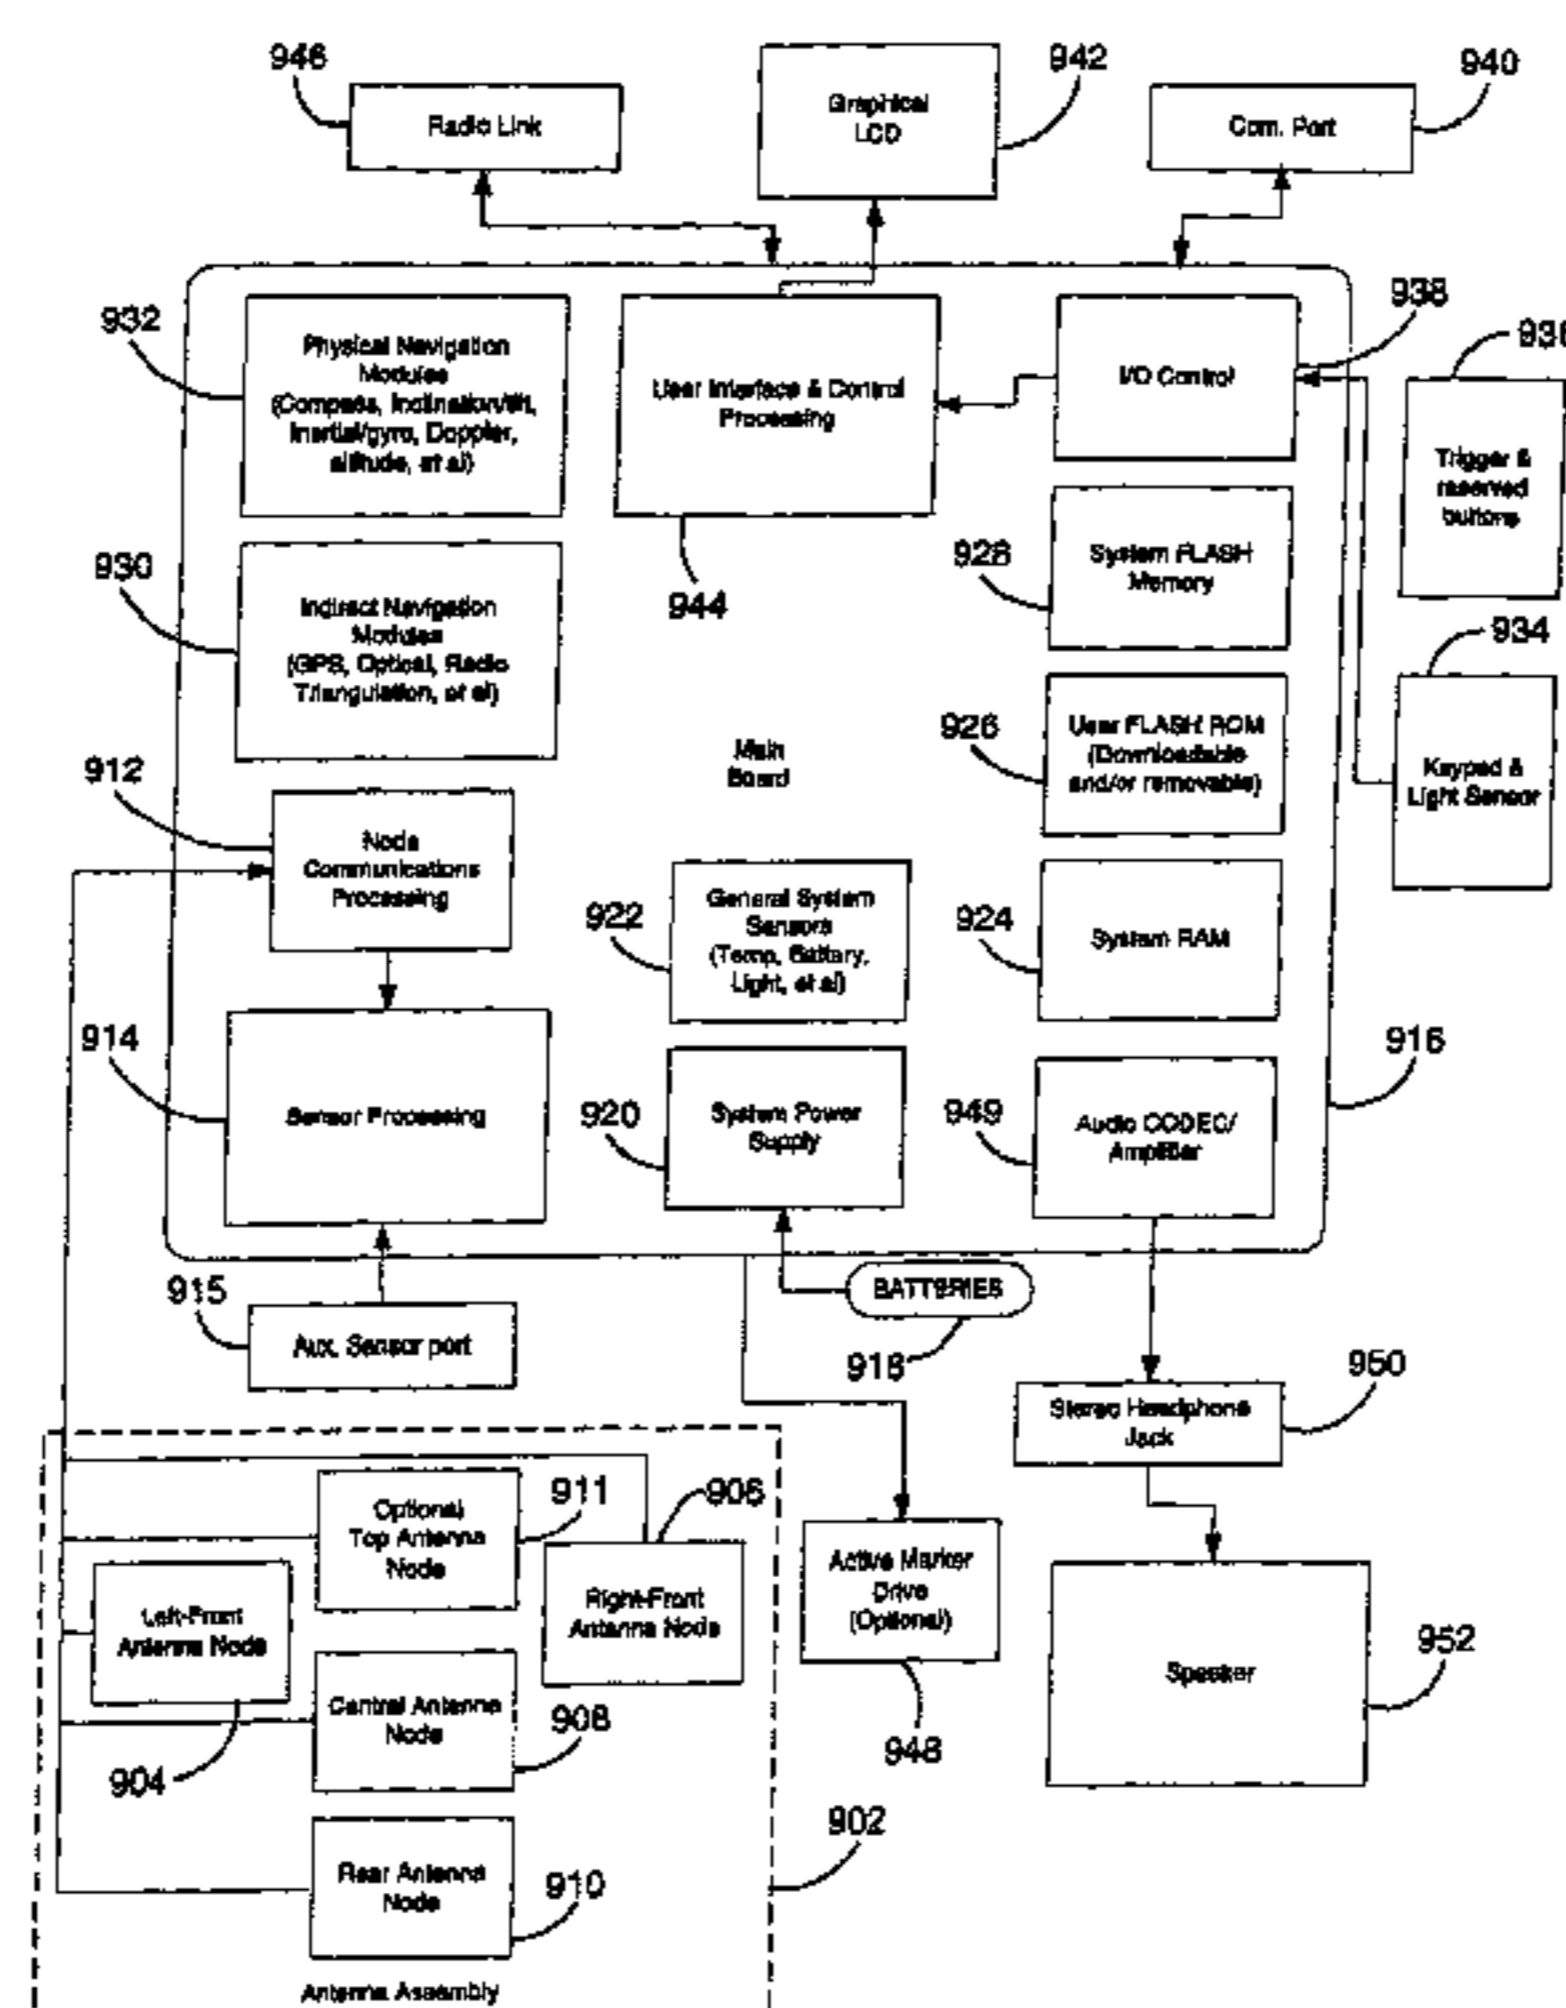 946
Radio Link
Graphical
LCD
942
Com. Port
940
932
Physical Navigation
Modules
(Compass, Inclination/tilt,
Inertial/gyro, Doppler,
altitude, et al)
User Interface & Control
Processing
944
I/O Control
938
936
Trigger &
reserved
buttons
930
Indirect Navigation
Modules
(GPS, Optical, Radio
Triangulation, et al)
928
System FLASH
Memory
934
Keypad &
Light Sensor
926
User FLASH ROM
(Downloadable
and/or removable)
Main
Board
912
Node
Communications
Processing
922
General System
Sensors
(Temp, Battery,
Light, et al)
924
System RAM
914
Sensor Processing
920
System Power
Supply
949
Audio CODEC/
Amplifier
916
915
Aux. Sensor port
BATTERIES
918
950
Stereo Headphone
Jack
Optional
Top Antenna
Node
911
906
Right-Front
Antenna Node
Left-Front
Antenna Node
904
Central Antenna
Node
908
Active Marker
Drive
(Optional)
948
Speaker
952
902
Rear Antenna
Node
910
Antenna Assembly